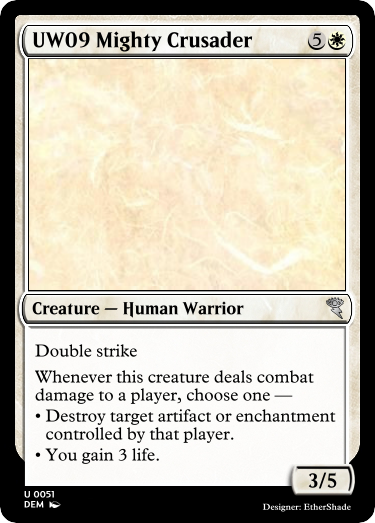 UW09 Mighty Crusader 5
Creature — Human Warrior
Double strike
Whenever this creature deals combat
damage to a player, choose one —
• Destroy target artifact or enchantment
controlled by that player.
• You gain 3 life.
3/5
U 0051
DEM
Designer: EtherShade